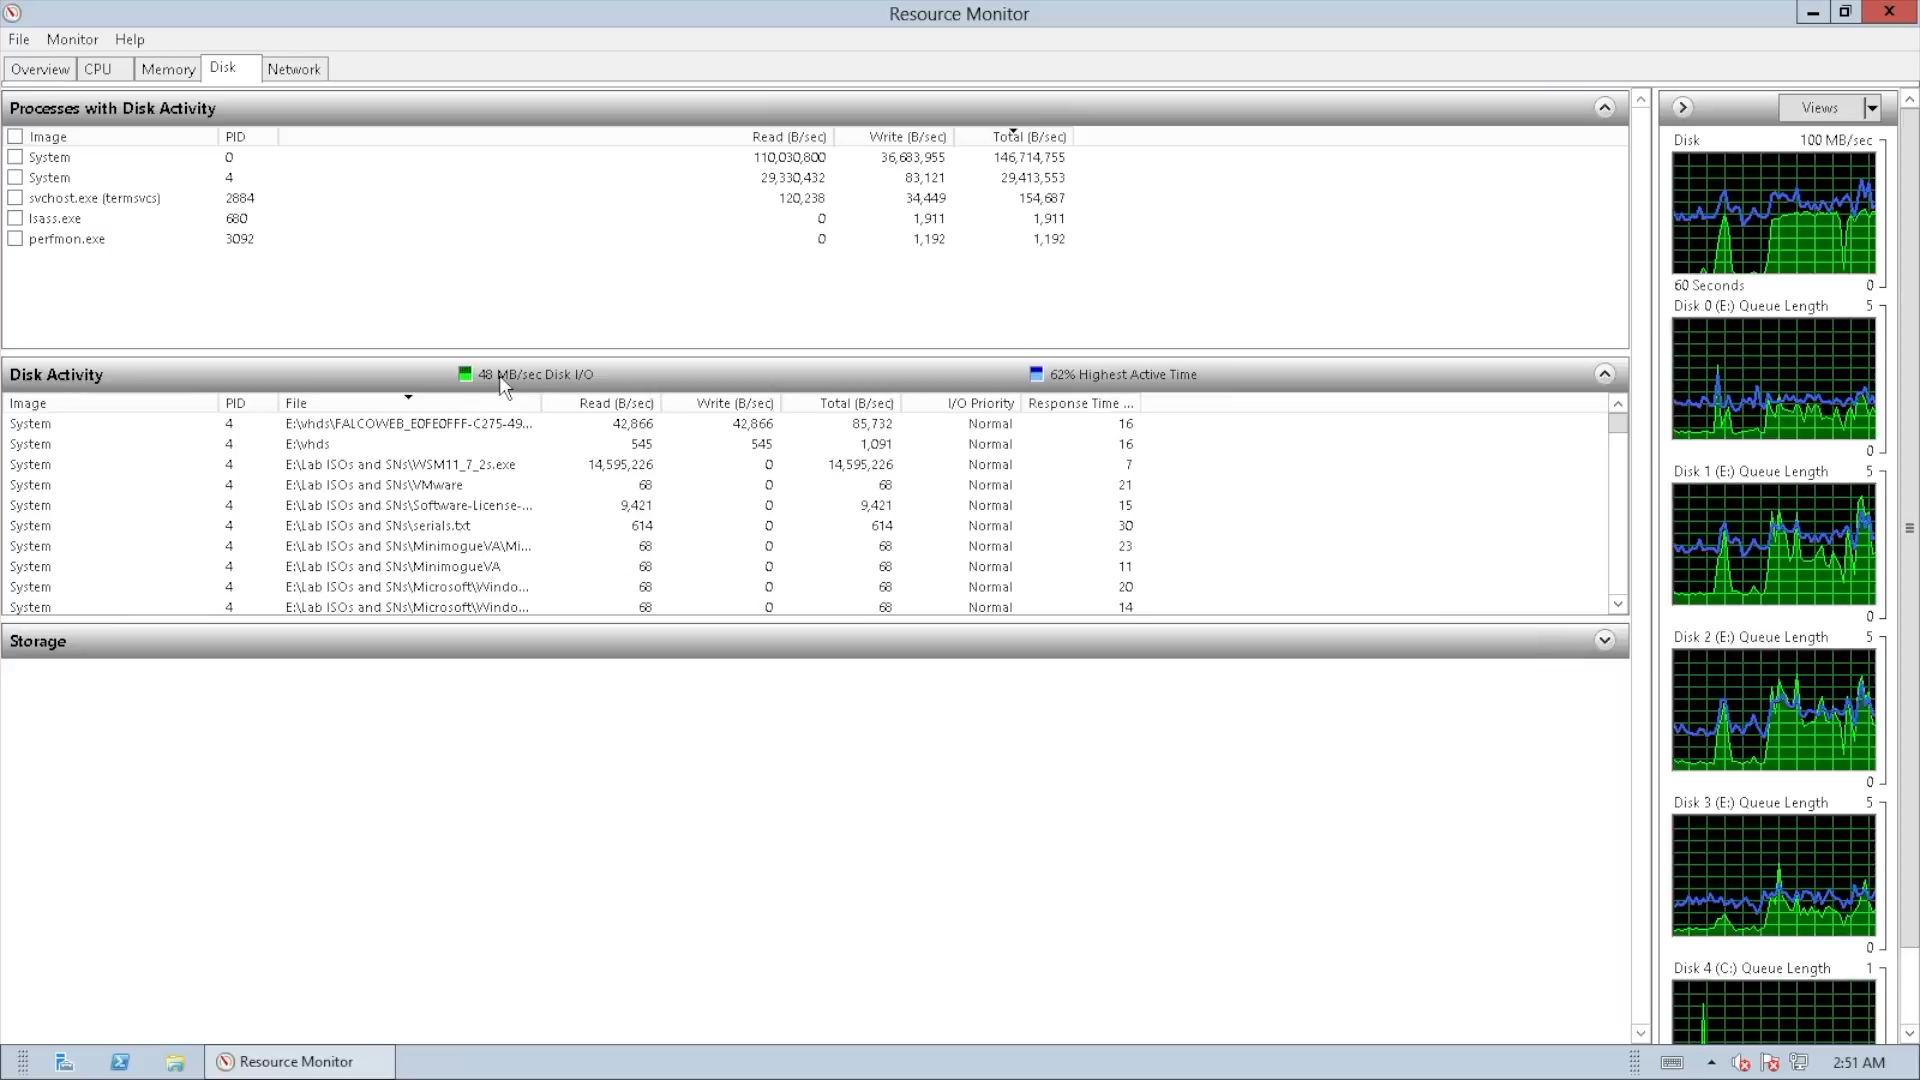 Resource Monitor
File Monitor Help
Overview CPU Memory Disk Network
Processes with Disk Activity
Image PID Read (B/sec) Write (B/sec) Total (B/sec)
System 0 110,030,800 36,683,955 146,714,755
System 4 29,330,432 83,121 29,413,553
svchost.exe (termsvcs) 2884 120,238 34,449 154,687
lsass.exe 680 0 1,911 1,911
perfmon.exe 3092 0 1,192 1,192
Disk Activity 48 MB/sec Disk I/O 62% Highest Active Time
Image PID File Read (B/sec) Write (B/sec) Total (B/sec) I/O Priority Response Time ...
System 4 E:\vhds\FALCOWEB_E0FE0FFF-C275-49... 42,866 42,866 85,732 Normal 16
System 4 E:\vhds 545 545 1,091 Normal 16
System 4 E:\Lab ISOs and SNs\WSM11_7_2s.exe 14,595,226 0 14,595,226 Normal 7
System 4 E:\Lab ISOs and SNs\VMware 68 0 68 Normal 21
System 4 E:\Lab ISOs and SNs\Software-License-... 9,421 0 9,421 Normal 15
System 4 E:\Lab ISOs and SNs\serials.txt 614 0 614 Normal 30
System 4 E:\Lab ISOs and SNs\MinimogueVA\Mi... 68 0 68 Normal 23
System 4 E:\Lab ISOs and SNs\MinimogueVA 68 0 68 Normal 11
System 4 E:\Lab ISOs and SNs\Microsoft\Windo... 68 0 68 Normal 20
System 4 E:\Lab ISOs and SNs\Microsoft\Windo... 68 0 68 Normal 14
Storage
Views
Disk 100 MB/sec
60 Seconds 0
Disk 0 (E:) Queue Length 5
0
Disk 1 (E:) Queue Length 5
0
Disk 2 (E:) Queue Length 5
0
Disk 3 (E:) Queue Length 5
0
Disk 4 (C:) Queue Length 1
Resource Monitor
2:51 AM